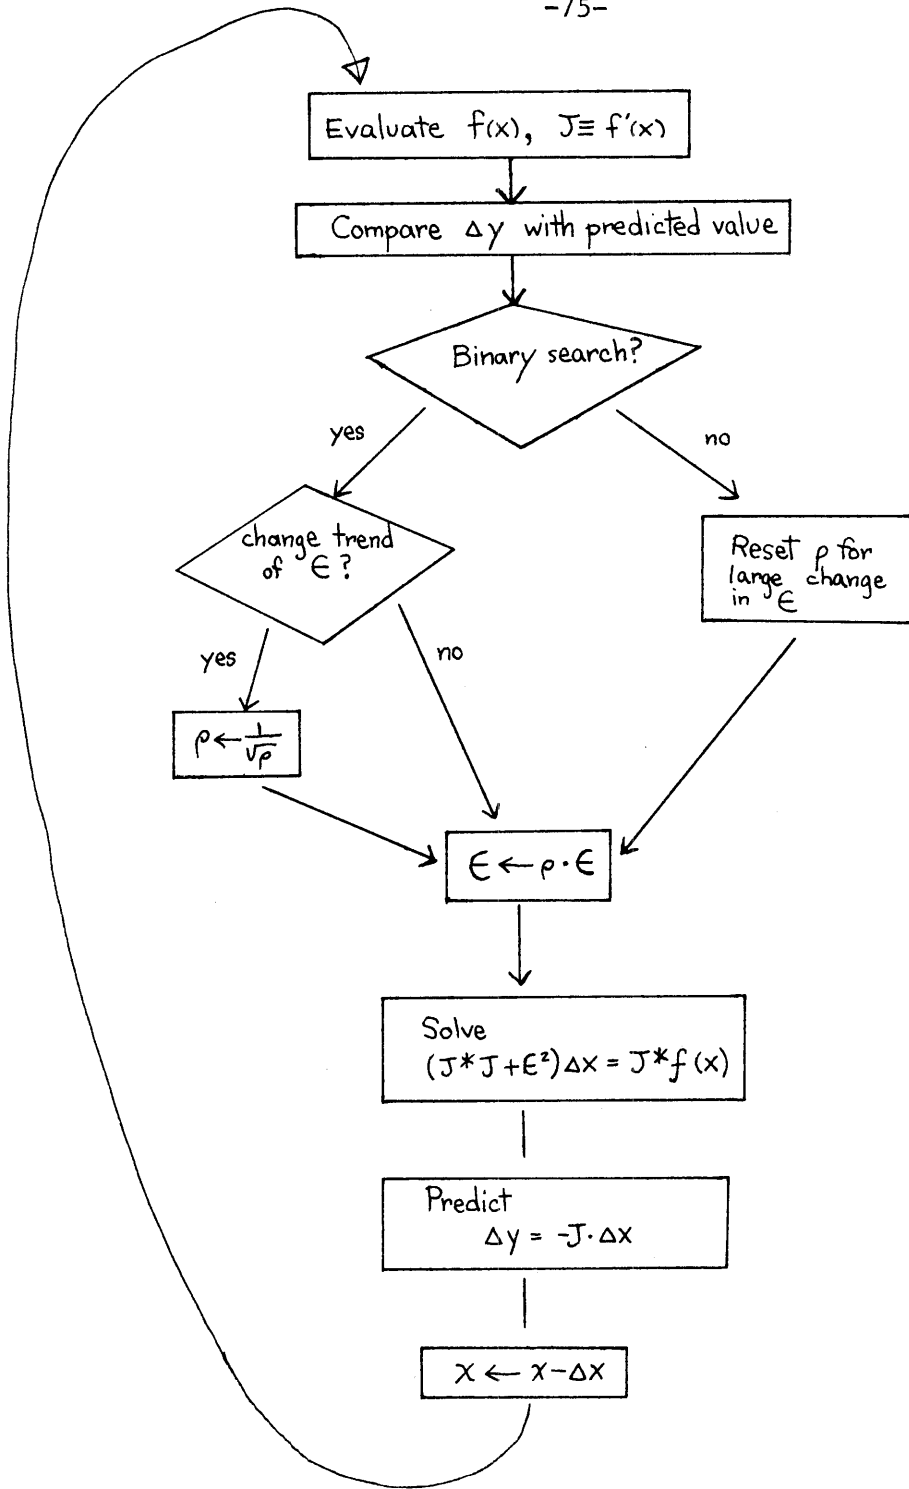 -75-
Evaluate f(x), J≡ f'(x)
Compare Δy with predicted value
Binary search?
yes
no
change trend
of ϵ?
Reset ρ for
large change
in ϵ
yes
no
ρ ← 1/√ρ
ϵ ← ρ·ϵ
Solve
(J*J+ϵ²)Δx = J*f(x)
Predict
Δy = -J·Δx
x ← x-Δx